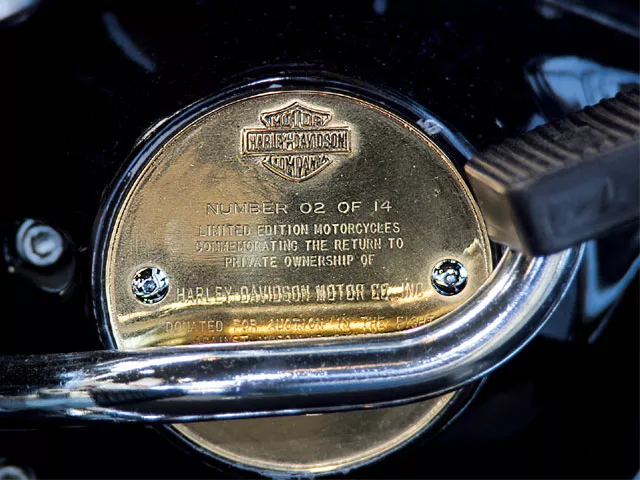 MOTOR
HARLEY-DAVIDSON
COMPANY
NUMBER 02 OF 14
LIMITED EDITION MOTORCYCLES
COMMEMORATING THE RETURN TO
PRIVATE OWNERSHIP OF
HARLEY-DAVIDSON MOTOR CO., INC.
DONATED FOR AUCTION IN THE FIGHT
AGAINST